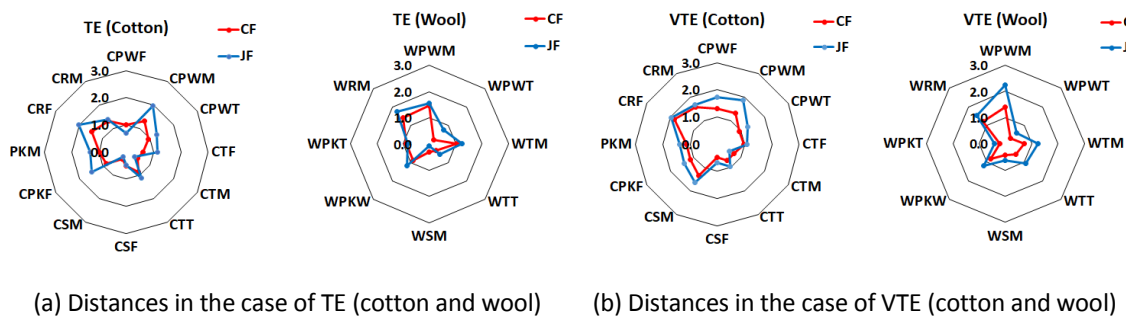 TE (Cotton)
CF
JF
3.0
2.0
1.0
0.0
CPWF
CPWM
CPWT
CTF
CTM
CTT
CSF
CSM
CPKF
PKM
CRF
CRM
TE (Wool)
CF
JF
3.0
2.0
1.0
0.0
WPWM
WPWT
WTM
WTT
WSM
WPKW
WPKT
WRM
VTE (Cotton)
CF
JF
3.0
2.0
1.0
0.0
CPWF
CPWM
CPWT
CTF
CTM
CTT
CSF
CSM
CPKF
PKM
CRF
CRM
VTE (Wool)
3.0
2.0
1.0
0.0
WPWM
WPWT
WTM
WTT
WSM
WPKW
WPKT
WRM
(a) Distances in the case of TE (cotton and wool)
(b) Distances in the case of VTE (cotton and wool)